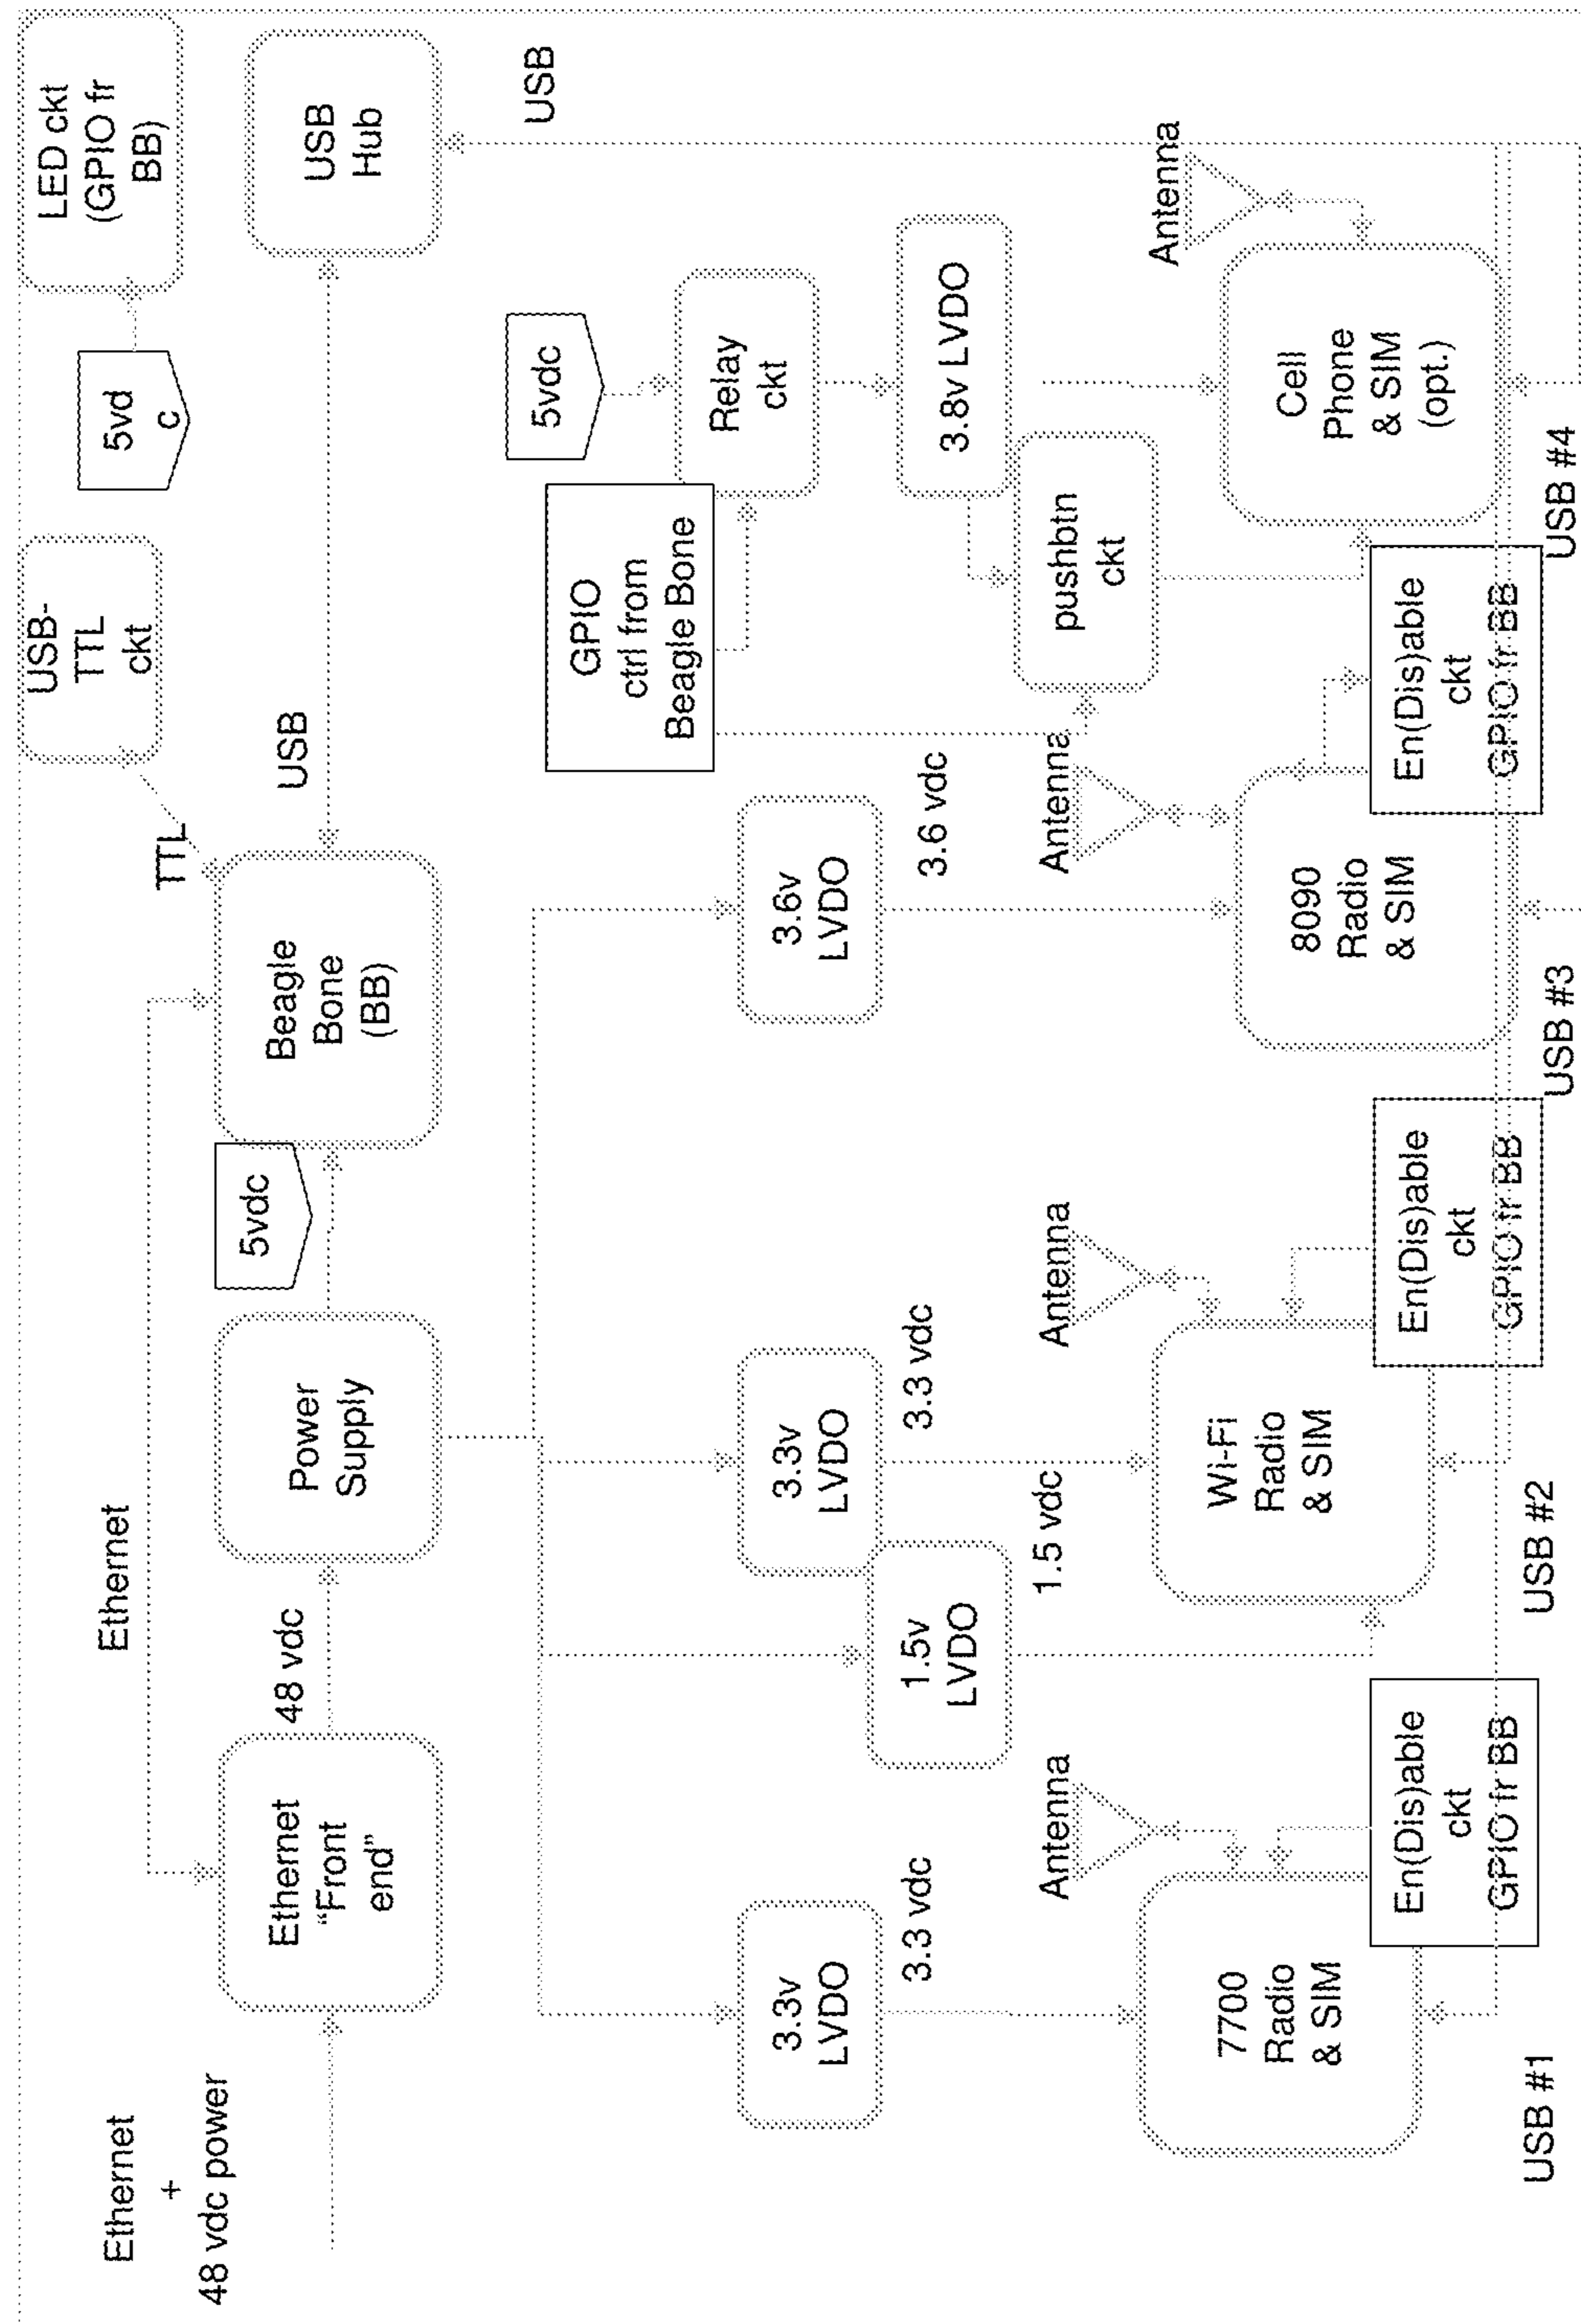 Ethernet
+
48 vdc power
Ethernet
Ethernet
“Front
end”
48 vdc
Power
Supply
5vdc
Beagle
Bone
(BB)
TTL
USB-
TTL
ckt
5vd
c
LED ckt
(GPIO fr
BB)
USB
USB
Hub
USB
3.3v
LVDO
3.3 vdc
1.5v
LVDO
1.5 vdc
3.3v
LVDO
3.3 vdc
3.6v
LVDO
3.6 vdc
GPIO
ctrl from
Beagle Bone
5vdc
Relay
ckt
3.8v LVDO
pushbtn
ckt
Antenna
Antenna
Antenna
Antenna
7700
Radio
& SIM
En(Dis)able
ckt
GPIO fr BB
Wi-Fi
Radio
& SIM
En(Dis)able
ckt
GPIO fr BB
8090
Radio
& SIM
En(Dis)able
ckt
GPIO fr BB
Cell
Phone
& SIM
(opt.)
USB #1
USB #2
USB #3
USB #4